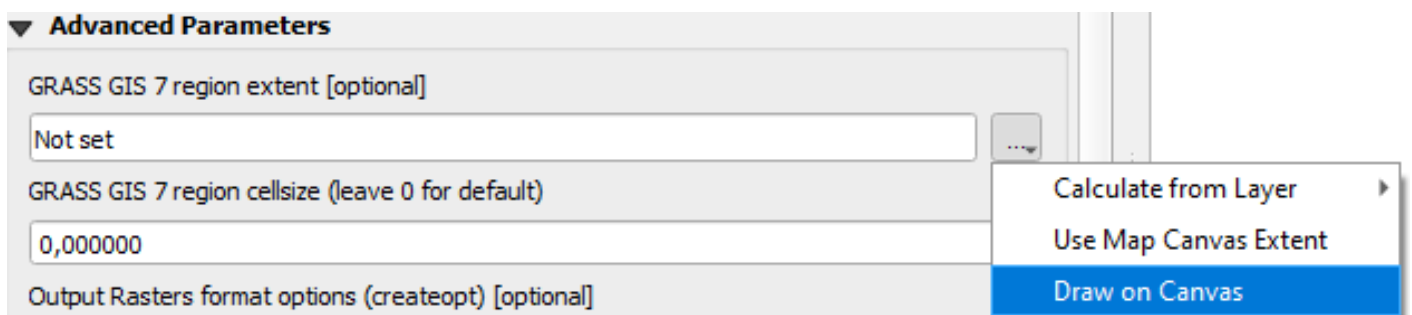 Advanced Parameters
GRASS GIS 7 region extent [optional]
Not set
...
Calculate from Layer
GRASS GIS 7 region cellsize (leave 0 for default)
Use Map Canvas Extent
0,000000
Draw on Canvas
Output Rasters format options (createopt) [optional]